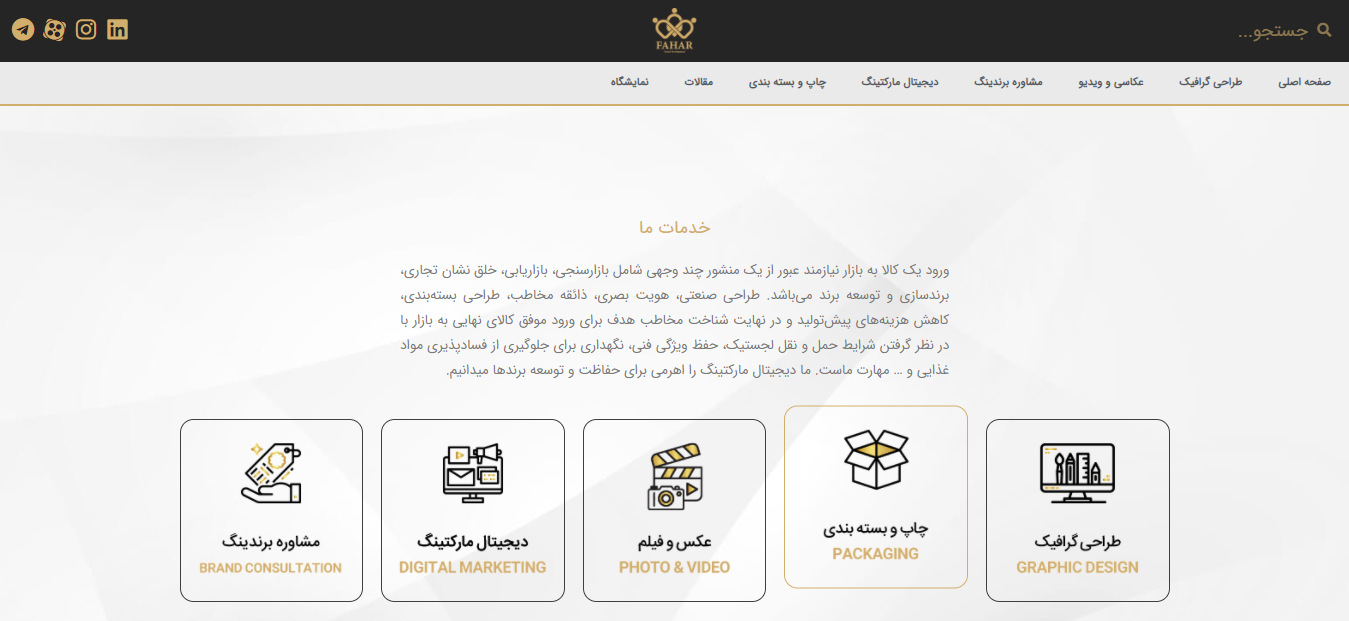 جستجو...
FAHAR
صفحه اصلی
طراحی گرافیک
عکاسی و ویدیو
مشاوره برندینگ
دیجیتال مارکتینگ
چاپ و بسته بندی
مقالات
نمایشگاه
خدمات ما
ورود یک کالا به بازار نیازمند عبور از یک منشور چند وجهی شامل بازارسنجی، بازاریابی، خلق نشان تجاری،
برندسازی و توسعه برند می‌باشد. طراحی صنعتی، هویت بصری، ذائقه مخاطب، طراحی بسته‌بندی،
کاهش هزینه‌های پیش‌تولید و در نهایت شناخت مخاطب هدف برای ورود موفق کالای نهایی به بازار با
در نظر گرفتن شرایط حمل و نقل لجستیک، حفظ ویژگی فنی، نگهداری برای جلوگیری از فسادپذیری مواد
غذایی و ... مهارت ماست. ما دیجیتال مارکتینگ را اهرمی برای حفاظت و توسعه برندها میدانیم.
طراحی گرافیک
GRAPHIC DESIGN
چاپ و بسته بندی
PACKAGING
عکس و فیلم
PHOTO & VIDEO
دیجیتال مارکتینگ
DIGITAL MARKETING
مشاوره برندینگ
BRAND CONSULTATION